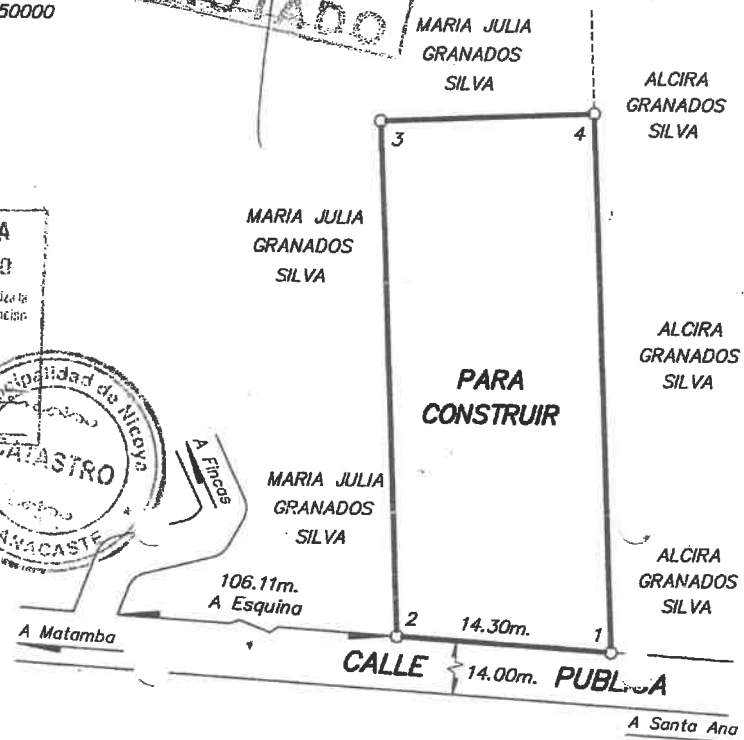 50000
MARIA JULIA
GRANADOS
SILVA
ALCIRA
GRANADOS
SILVA
3
4
MARIA JULIA
GRANADOS
SILVA
ALCIRA
GRANADOS
SILVA
PARA
CONSTRUIR
CATASTRO
de Nicoya
A Fincas
MARIA JULIA
GRANADOS
SILVA
ALCIRA
GRANADOS
SILVA
106.11m.
A Esquina
2
14.30m.
1
A Matamba
CALLE
14.00m.
A Santa Ana